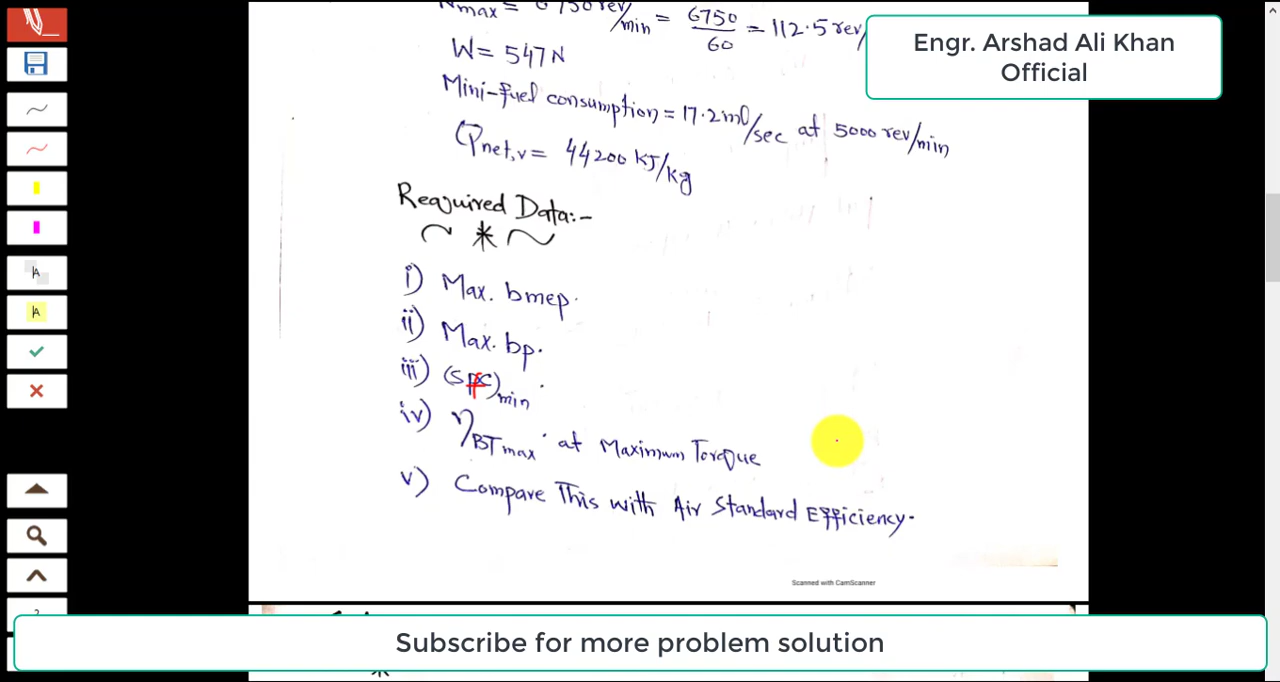 Nmax = 6750 rev/min = 6750/60 = 112.5 rev/
W = 547 N
Mini-fuel consumption = 17.2 ml/sec at 5000 rev/min
Qnet,v = 44200 KJ/kg
Required Data:-
i) Max. bmep.
ii) Max. bp.
iii) (Sfc)min
iv) ηBTmax at Maximum Torque
v) Compare This with Air Standard Efficiency.
Scanned with CamScanner
Engr. Arshad Ali Khan
Official
Subscribe for more problem solution